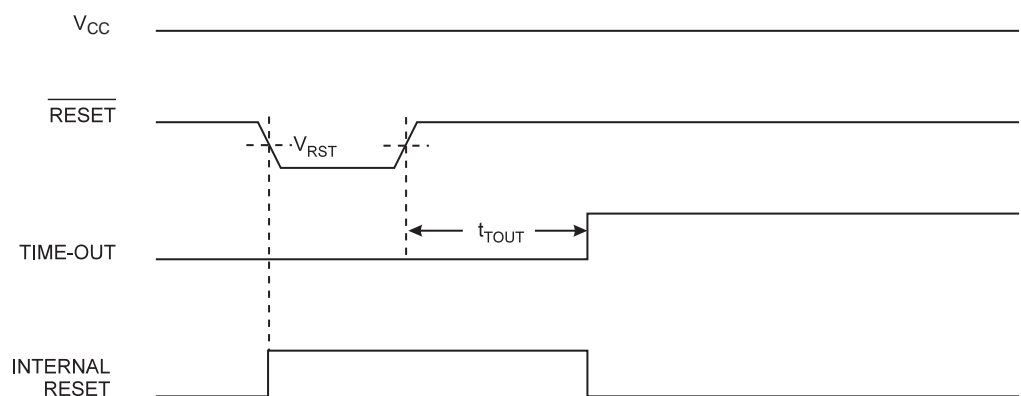 VCC
RESET
VRST
tTOUT
TIME-OUT
INTERNAL
RESET